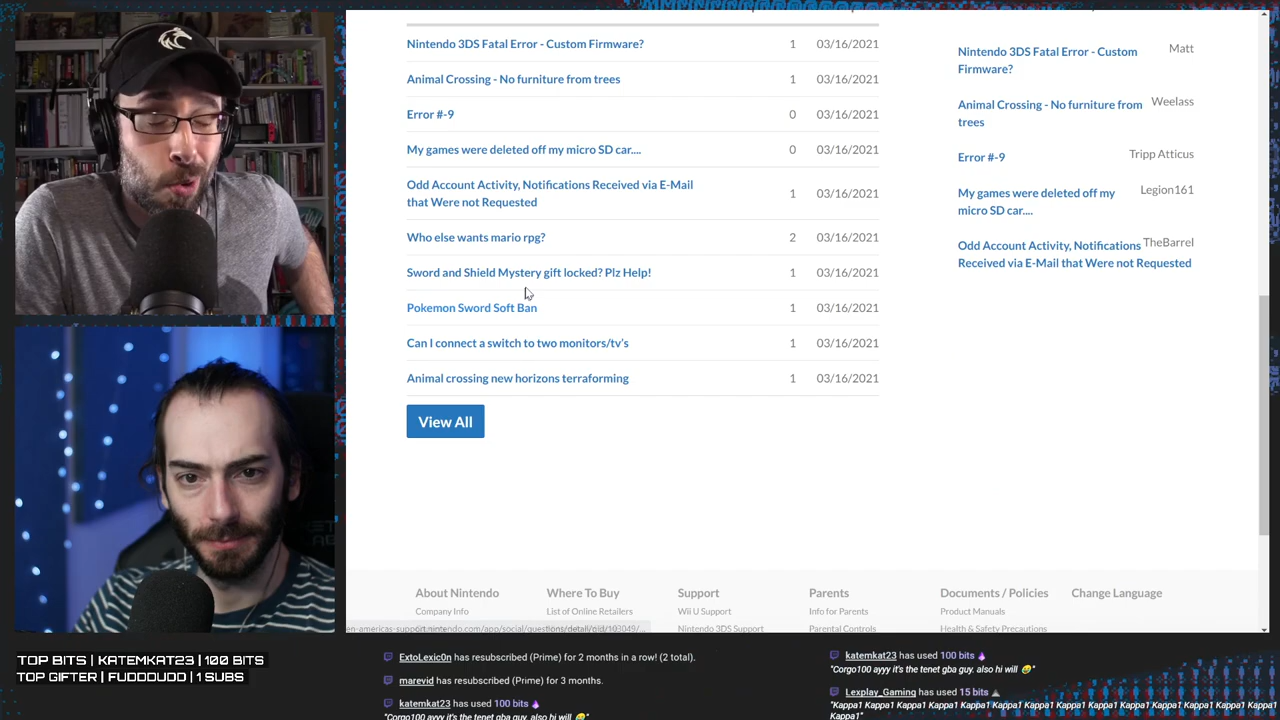 Nintendo 3DS Fatal Error - Custom Firmware? 1 03/16/2021
Animal Crossing - No furniture from trees 1 03/16/2021
Error #-9 0 03/16/2021
My games were deleted off my micro SD car.... 0 03/16/2021
Odd Account Activity, Notifications Received via E-Mail
that Were not Requested 1 03/16/2021
Who else wants mario rpg? 2 03/16/2021
Sword and Shield Mystery gift locked? Plz Help! 1 03/16/2021
Pokemon Sword Soft Ban 1 03/16/2021
Can I connect a switch to two monitors/tv's 1 03/16/2021
Animal crossing new horizons terraforming 1 03/16/2021
View All
Nintendo 3DS Fatal Error - Custom Matt
Firmware?
Animal Crossing - No furniture from Weelass
trees
Error #-9 Tripp Atticus
My games were deleted off my Legion161
micro SD car....
Odd Account Activity, Notifications TheBarrel
Received via E-Mail that Were not Requested
About Nintendo Where To Buy Support Parents Documents / Policies Change Language
Company Info List of Online Retailers Wii U Support Info for Parents Product Manuals
Nintendo 3DS Support Parental Controls Health & Safety Precautions
TOP BITS | KATEMKAT23 | 100 BITS
TOP GIFTER | FUDDDUDD | 1 SUBS
ExtoLexic0n has resubscribed (Prime) for 2 months in a row! (2 total).
marevid has resubscribed (Prime) for 3 months.
katemkat23 has used 100 bits
"Corgo100 ayyy it's the tenet gba guy. also hi will
katemkat23 has used 100 bits
"Corgo100 ayyy it's the tenet gba guy. also hi will 🤣"
Lexplay_Gaming has used 15 bits
"Kappa1 Kappa1 Kappa1 Kappa1 Kappa1 Kappa1 Kappa1 Kappa1 Kappa1 Kappa1 Kappa1 Kappa1 Kappa1 Kappa1
Kappa1"